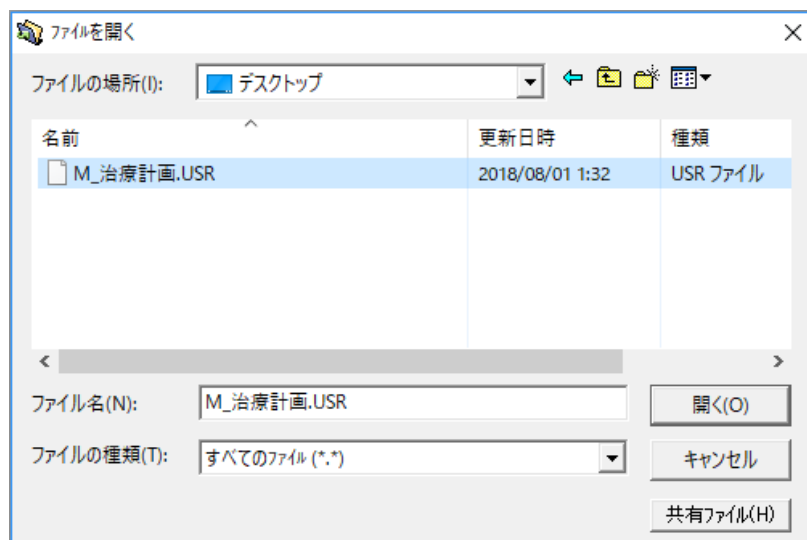 ﾌｧｲﾙを開く
ファイルの場所(I):
デスクトップ
名前
更新日時
種類
M_治療計画.USR
2018/08/01 1:32
USR ファイル
ファイル名(N):
M_治療計画.USR
開く(O)
ファイルの種類(T):
すべてのﾌｧｲﾙ (*.*)
キャンセル
共有ﾌｧｲﾙ(H)